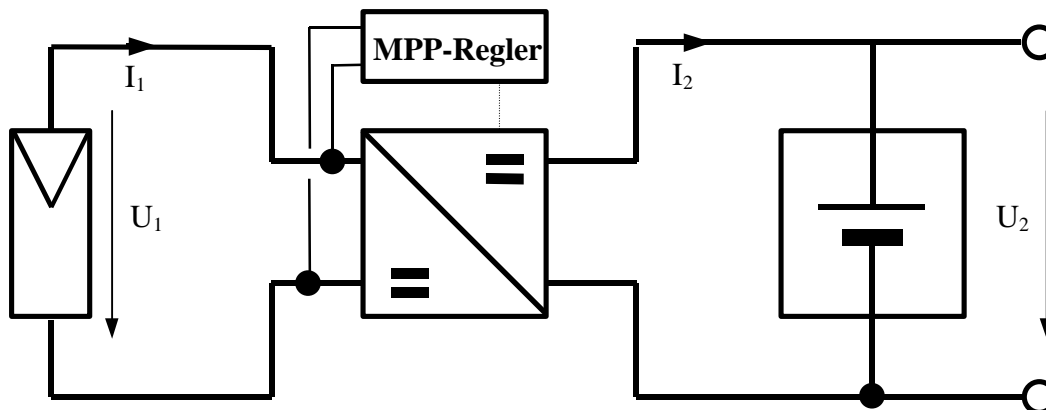 MPP-Regler
I₁
I₂
U₁
U₂